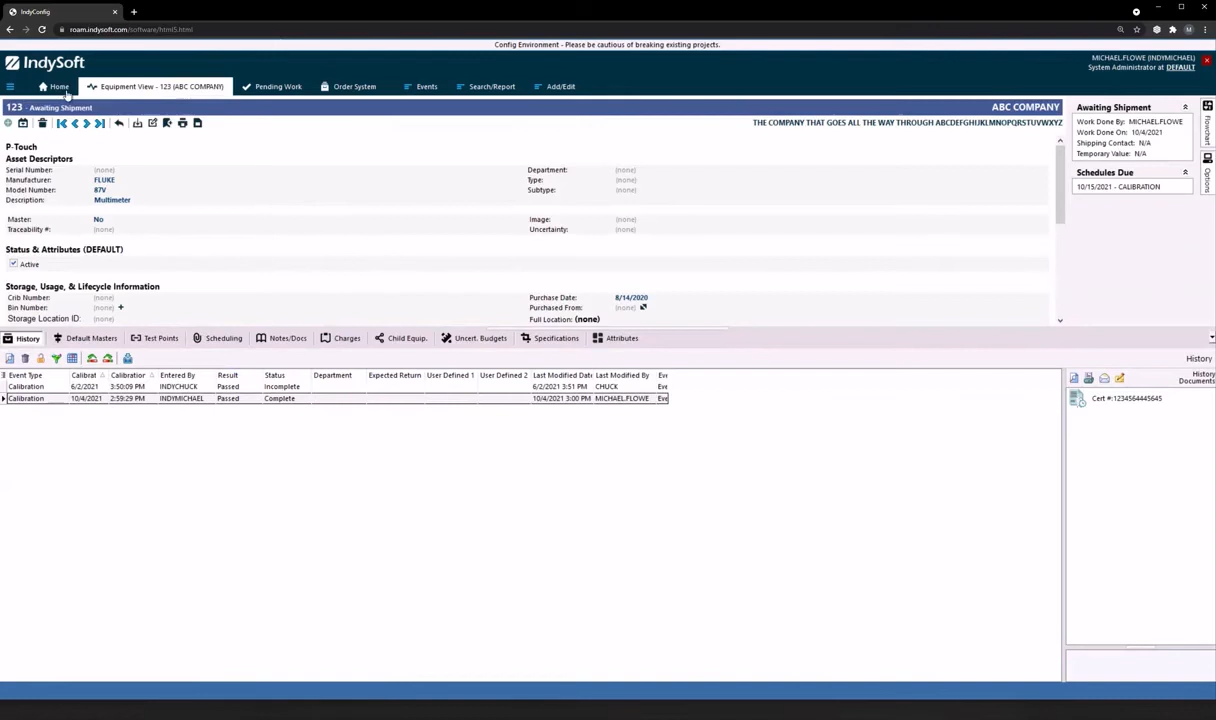 IndyConfig
roam.indysoft.com/software/html5.html
Config Environment - Please be cautious of breaking existing projects.
IndySoft
MICHAEL.FLOWE (INDYMICHAEL)
System Administrator at DEFAULT
Home
Equipment View - 123 (ABC COMPANY)
Pending Work
Order System
Events
Search/Report
Add/Edit
123 - Awaiting Shipment
ABC COMPANY
THE COMPANY THAT GOES ALL THE WAY THROUGH ABCDEFGHIJKLMNOPQRSTUVWXYZ
P-Touch
Asset Descriptors
Serial Number: (none)
Department: (none)
Manufacturer: FLUKE
Type: (none)
Model Number: 87V
Subtype: (none)
Description: Multimeter
Master: No
Image: (none)
Traceability #: (none)
Uncertainty: (none)
Status & Attributes (DEFAULT)
Active
Storage, Usage, & Lifecycle Information
Crib Number: (none)
Purchase Date: 8/14/2020
Bin Number: (none) +
Purchased From: (none)
Storage Location ID: (none)
Full Location: (none)
Awaiting Shipment
Work Done By: MICHAEL.FLOWE
Work Done On: 10/4/2021
Shipping Contact: N/A
Temporary Value: N/A
Schedules Due
10/15/2021 - CALIBRATION
Flowchart
Options
History
Default Masters
Test Points
Scheduling
Notes/Docs
Charges
Child Equip.
Uncert. Budgets
Specifications
Attributes
History
Event Type Calibrat Calibratior Entered By Result Status Department Expected Return User Defined 1 User Defined 2 Last Modified Date Last Modified By Eve
Calibration 6/2/2021 3:50:09 PM INDYCHUCK Passed Incomplete 6/2/2021 3:51 PM CHUCK Eve
Calibration 10/4/2021 2:59:29 PM INDYMICHAEL Passed Complete 10/4/2021 3:00 PM MICHAEL.FLOWE Eve
History
Documents
Cert #:1234564445645